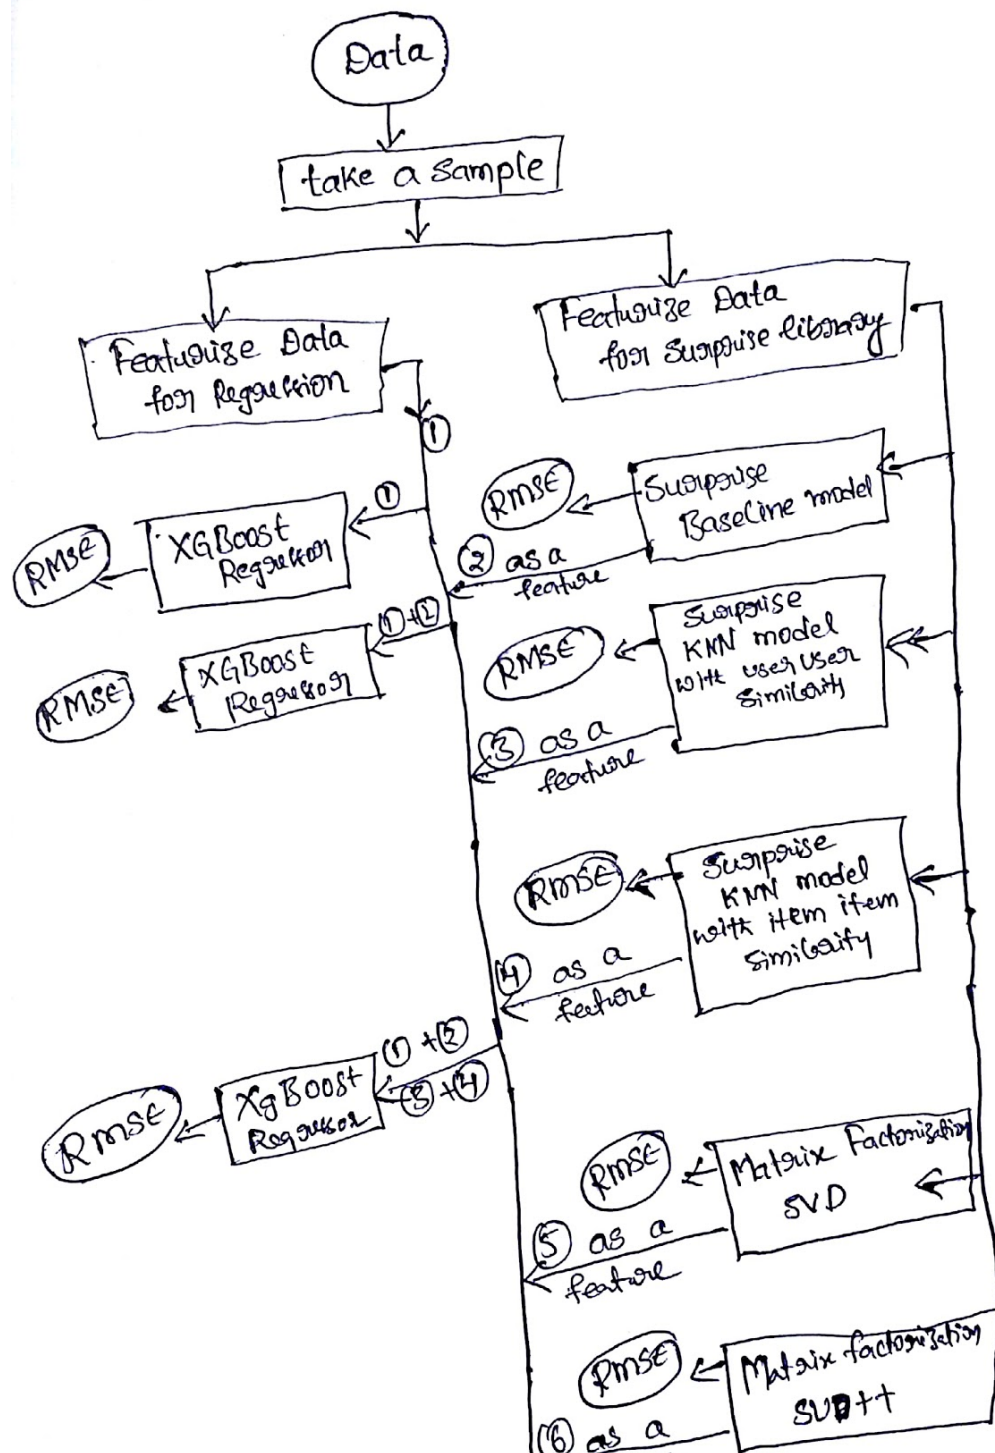 Data
take a sample
Featurize Data
for Regression
Featurize Data
for Surprise library
①
①
XGBoost
Regression
RMSE
Surprise
Baseline model
RMSE
② as a
feature
①+②
XGBoost
Regressor
RMSE
Surprise
KNN model
with user user
Similarity
RMSE
③ as a
feature
Surprise
KNN model
with item item
Similarity
RMSE
④ as a
feature
①+②
③+④
XgBoost
Regressor
RMSE
Matrix Factorization
SVD
RMSE
⑤ as a
feature
Matrix factorization
SVD++
RMSE
⑥ as a